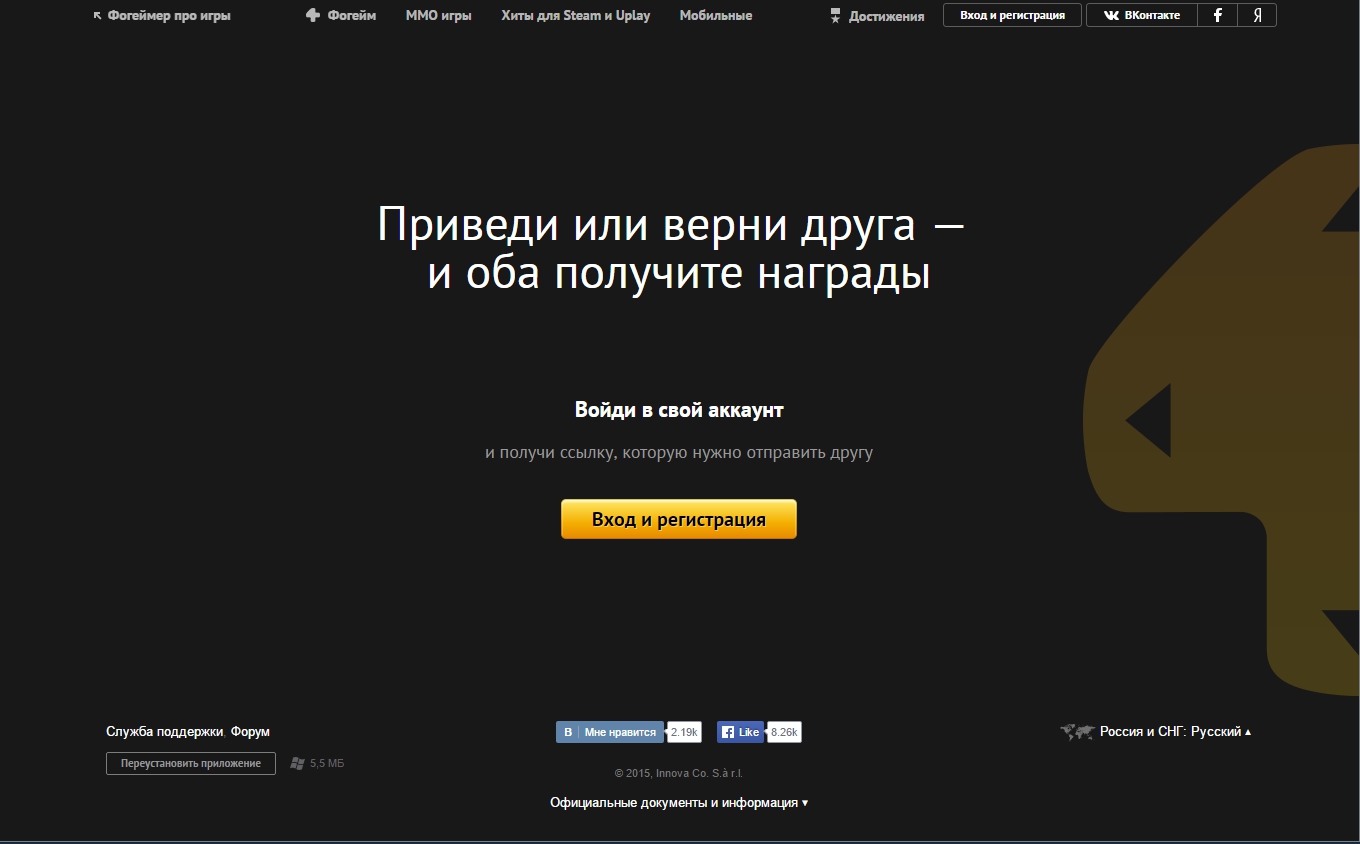 Фогеймер про игры
Фогейм
ММО игры
Хиты для Steam и Uplay
Мобильные
Достижения
Вход и регистрация
ВКонтакте
Я
Приведи или верни друга —
и оба получите награды
Войди в свой аккаунт
и получи ссылку, которую нужно отправить другу
Вход и регистрация
Служба поддержки, Форум
В Мне нравится 2.19k
Like 8.26k
Россия и СНГ: Русский ▲
Переустановить приложение
5,5 МБ
© 2015, Innova Co. S.à r.l.
Официальные документы и информация ▼